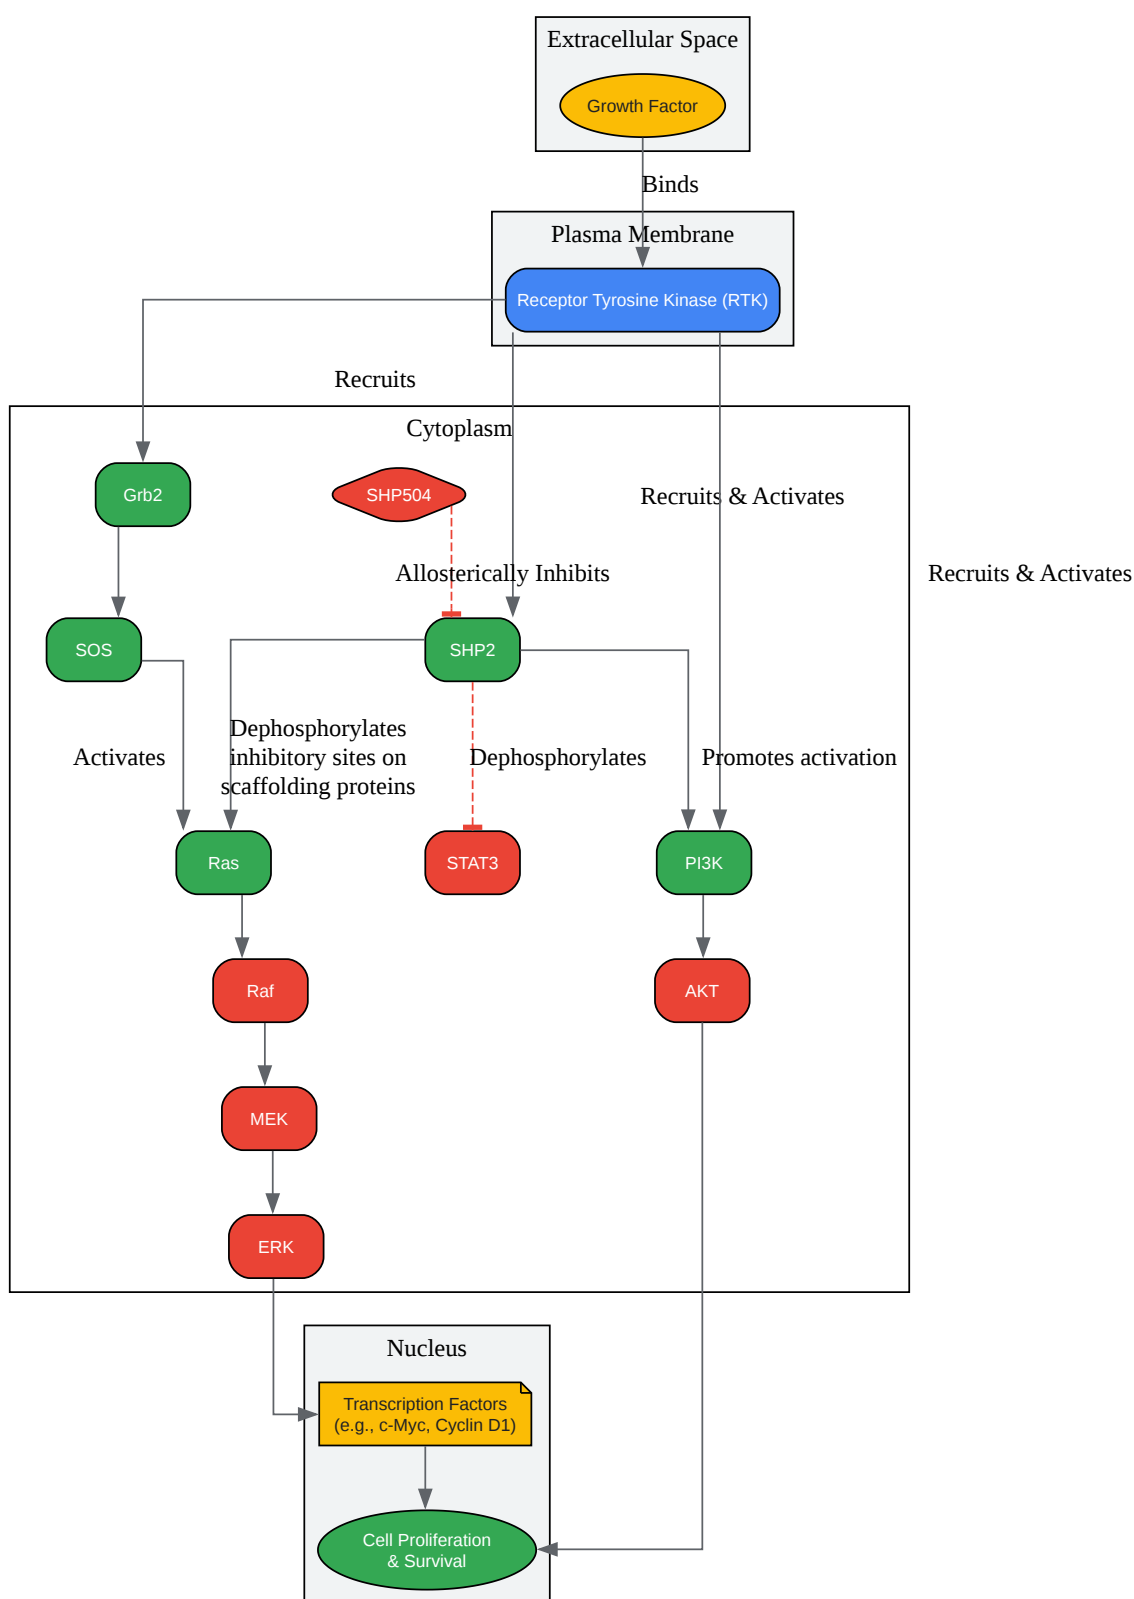 Extracellular Space
Growth Factor
Binds
Plasma Membrane
Receptor Tyrosine Kinase (RTK)
Recruits
Cytoplasm
Grb2
SHP504
Recruits & Activates
Allosterically Inhibits
Recruits & Activates
SOS
SHP2
Activates
Dephosphorylates
inhibitory sites on
scaffolding proteins
Dephosphorylates
Promotes activation
Ras
STAT3
PI3K
Raf
AKT
MEK
ERK
Nucleus
Transcription Factors
(e.g., c-Myc, Cyclin D1)
Cell Proliferation
& Survival